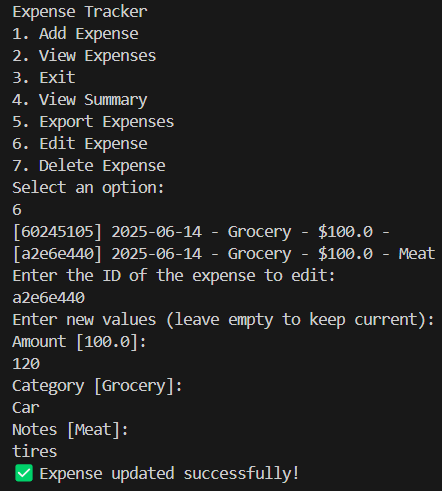 Expense Tracker
1. Add Expense
2. View Expenses
3. Exit
4. View Summary
5. Export Expenses
6. Edit Expense
7. Delete Expense
Select an option:
6
[60245105] 2025-06-14 - Grocery - $100.0 -
[a2e6e440] 2025-06-14 - Grocery - $100.0 - Meat
Enter the ID of the expense to edit:
a2e6e440
Enter new values (leave empty to keep current):
Amount [100.0]:
120
Category [Grocery]:
Car
Notes [Meat]:
tires
✅ Expense updated successfully!